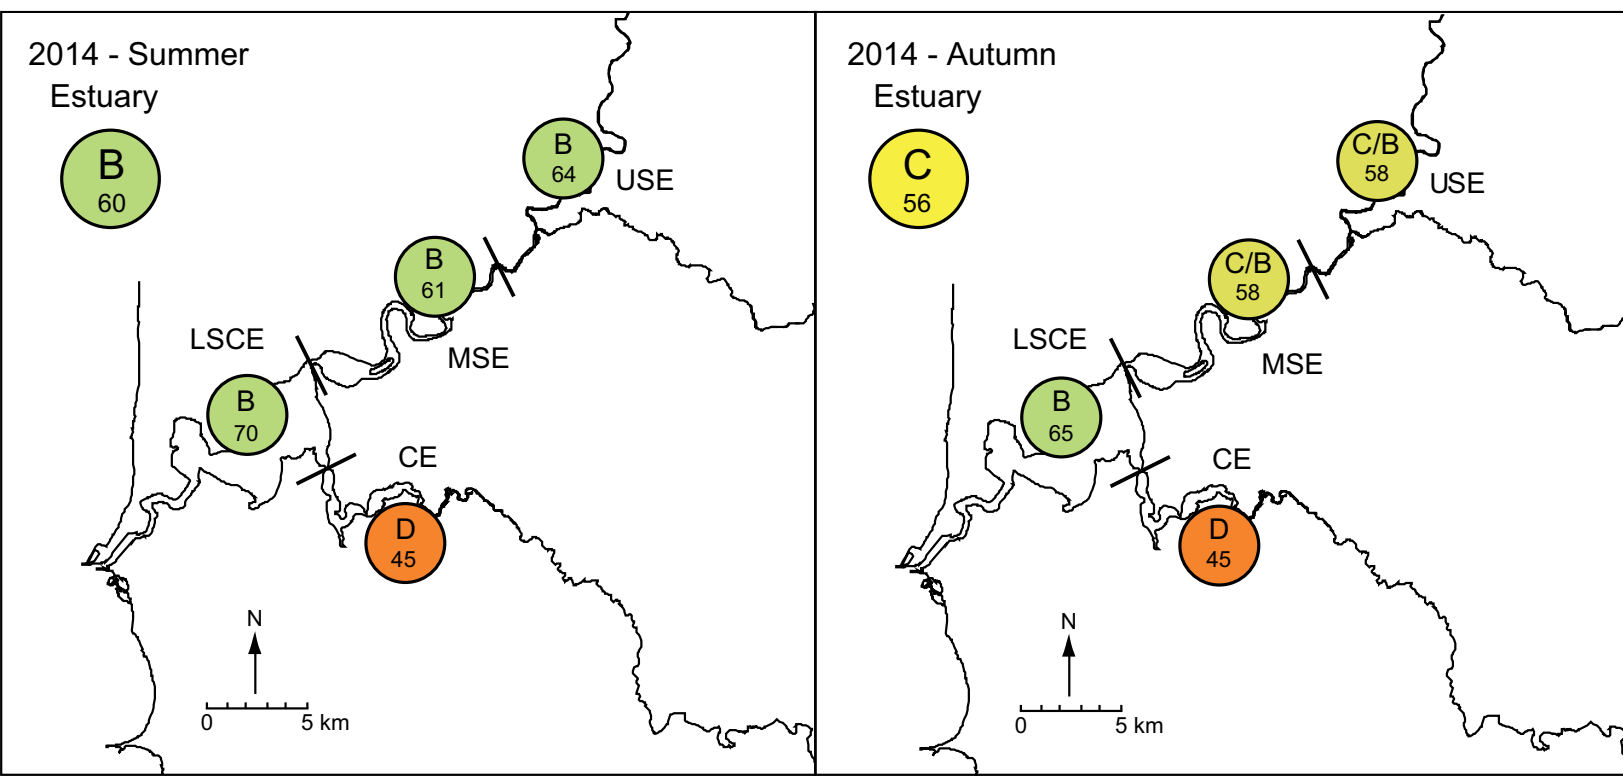 2014 - Summer
Estuary
B
60
B
64
USE
B
61
MSE
LSCE
B
70
CE
D
45
N
0 5 km
2014 - Autumn
Estuary
C
56
C/B
58
USE
C/B
58
MSE
LSCE
B
65
CE
D
45
N
0 5 km